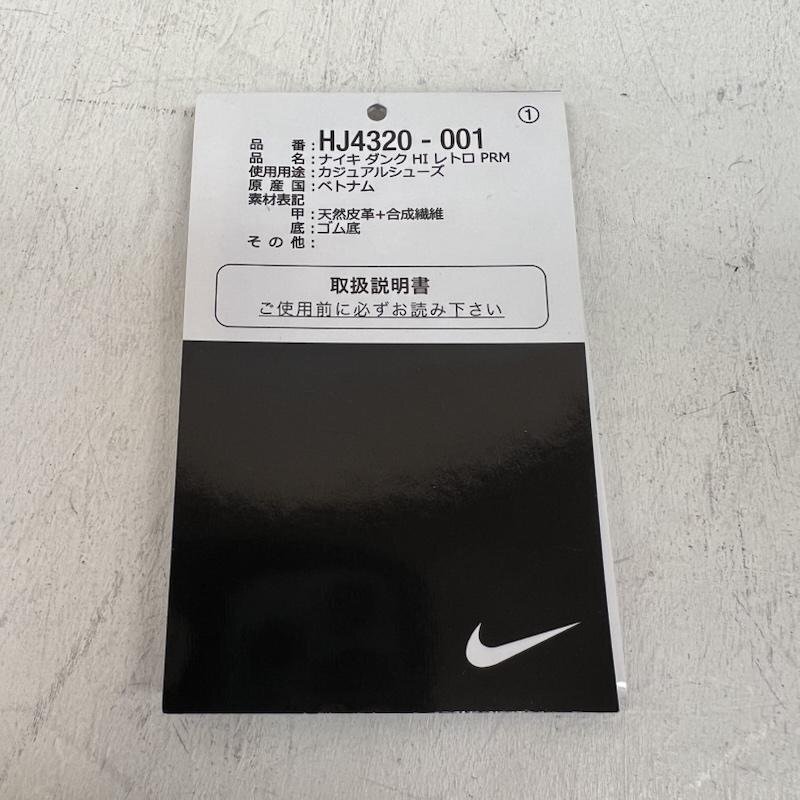 ①
品 番：HJ4320 - 001
品 名：ナイキ ダンク HI レトロ PRM
使用用途：カジュアルシューズ
原 産 国：ベトナム
素材表記
甲：天然皮革+合成繊維
底：ゴム底
そ の 他：
取扱説明書
ご使用前に必ずお読み下さい